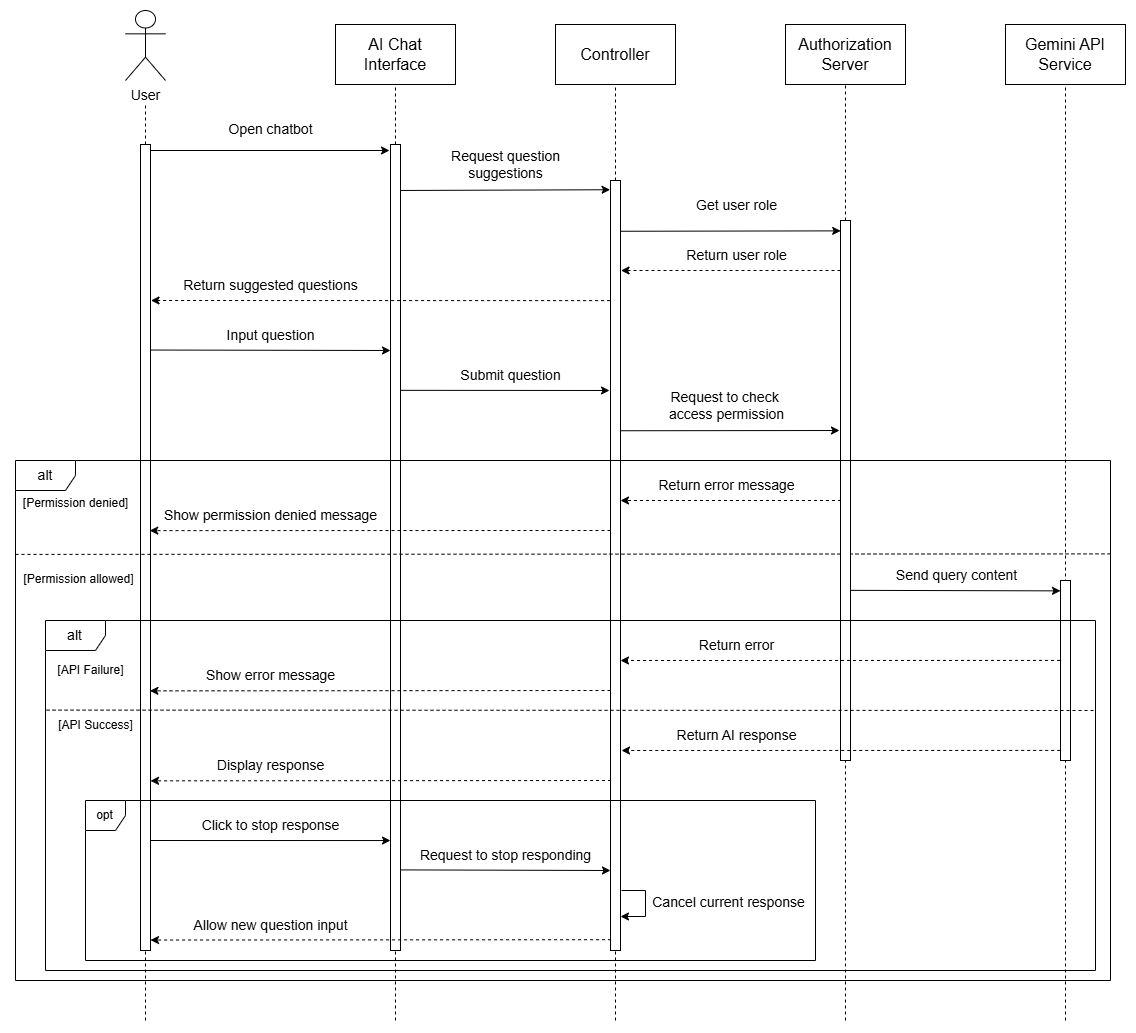 User
AI Chat
Interface
Controller
Authorization
Server
Gemini API
Service
Open chatbot
Request question
suggestions
Get user role
Return user role
Return suggested questions
Input question
Submit question
Request to check
access permission
alt
[Permission denied]
Return error message
Show permission denied message
[Permission allowed]
Send query content
alt
[API Failure]
Return error
Show error message
[API Success]
Return AI response
Display response
opt
Click to stop response
Request to stop responding
Cancel current response
Allow new question input